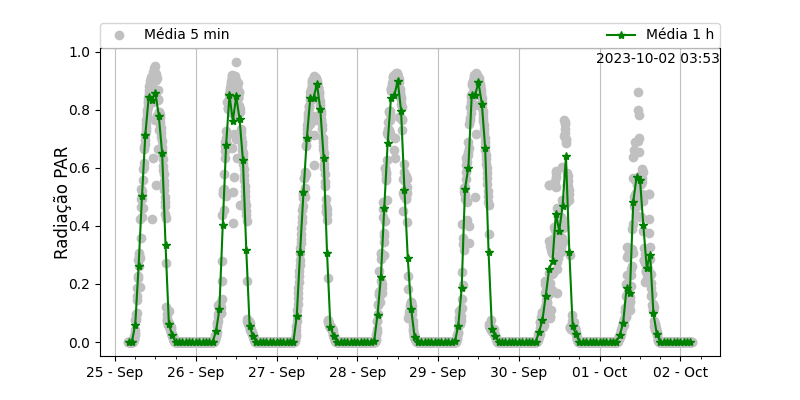 Média 5 min
Média 1 h
2023-10-02 03:53
Radiação PAR
1.0
0.8
0.6
0.4
0.2
0.0
25 - Sep
26 - Sep
27 - Sep
28 - Sep
29 - Sep
30 - Sep
01 - Oct
02 - Oct